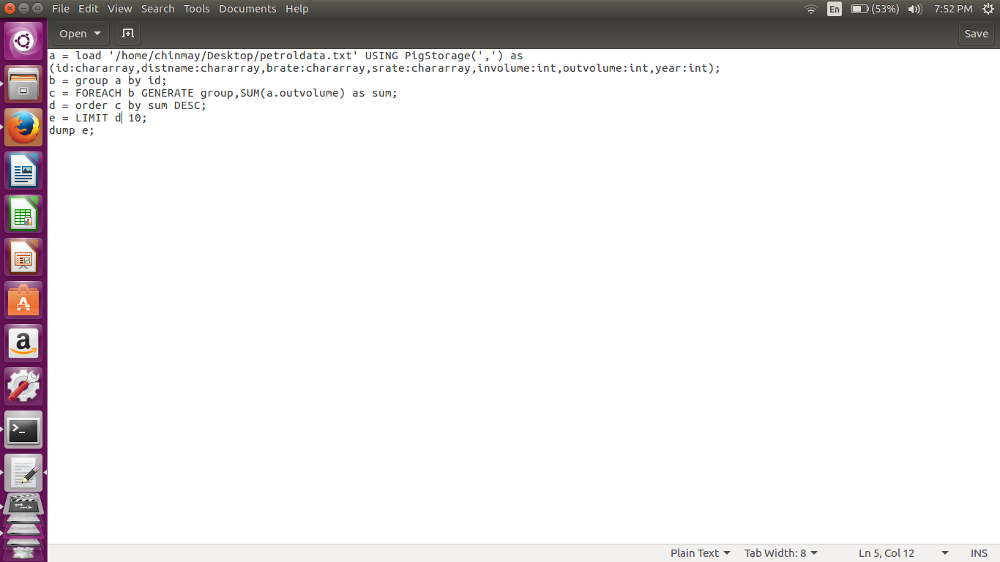 File Edit View Search Tools Documents Help
En (53%) 7:52 PM
Open Save
a = load '/home/chinmay/Desktop/petroldata.txt' USING PigStorage(',') as
(id:chararray,distname:chararray,brate:chararray,srate:chararray,involume:int,outvolume:int,year:int);
b = group a by id;
c = FOREACH b GENERATE group,SUM(a.outvolume) as sum;
d = order c by sum DESC;
e = LIMIT d 10;
dump e;
Plain Text Tab Width: 8 Ln 5, Col 12 INS